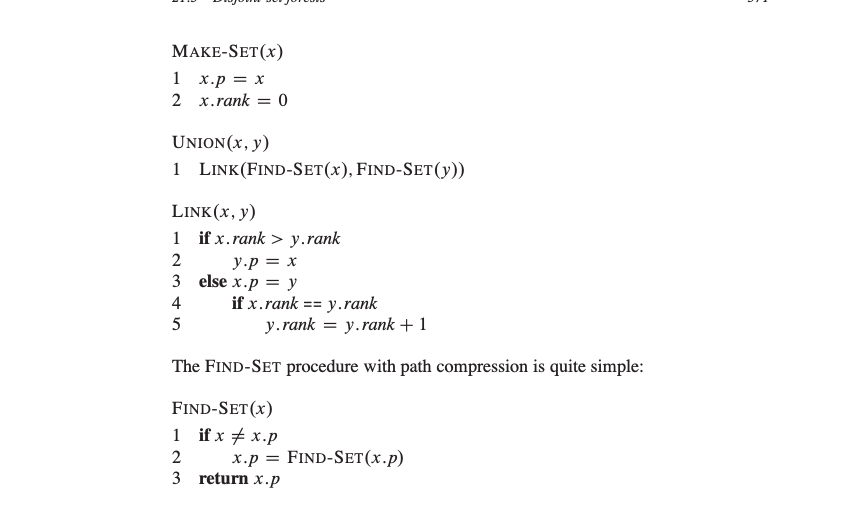 MAKE-SET(x)
1 x.p = x
2 x.rank = 0
UNION(x, y)
1 LINK(FIND-SET(x), FIND-SET(y))
LINK(x, y)
1 if x.rank > y.rank
2 y.p = x
3 else x.p = y
4 if x.rank == y.rank
5 y.rank = y.rank + 1
The FIND-SET procedure with path compression is quite simple:
FIND-SET(x)
1 if x ≠ x.p
2 x.p = FIND-SET(x.p)
3 return x.p